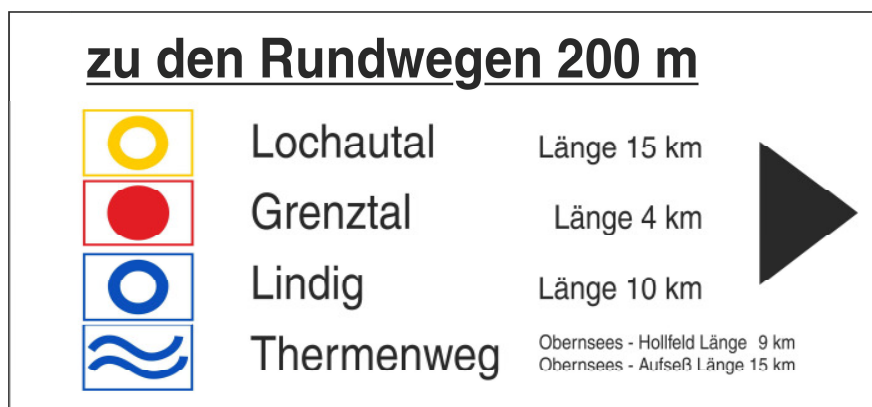 zu den Rundwegen 200 m
Lochautal Länge 15 km
Grenztal Länge 4 km
Lindig Länge 10 km
Thermenweg Obernsees - Hollfeld Länge 9 km
Obernsees - Aufseß Länge 15 km